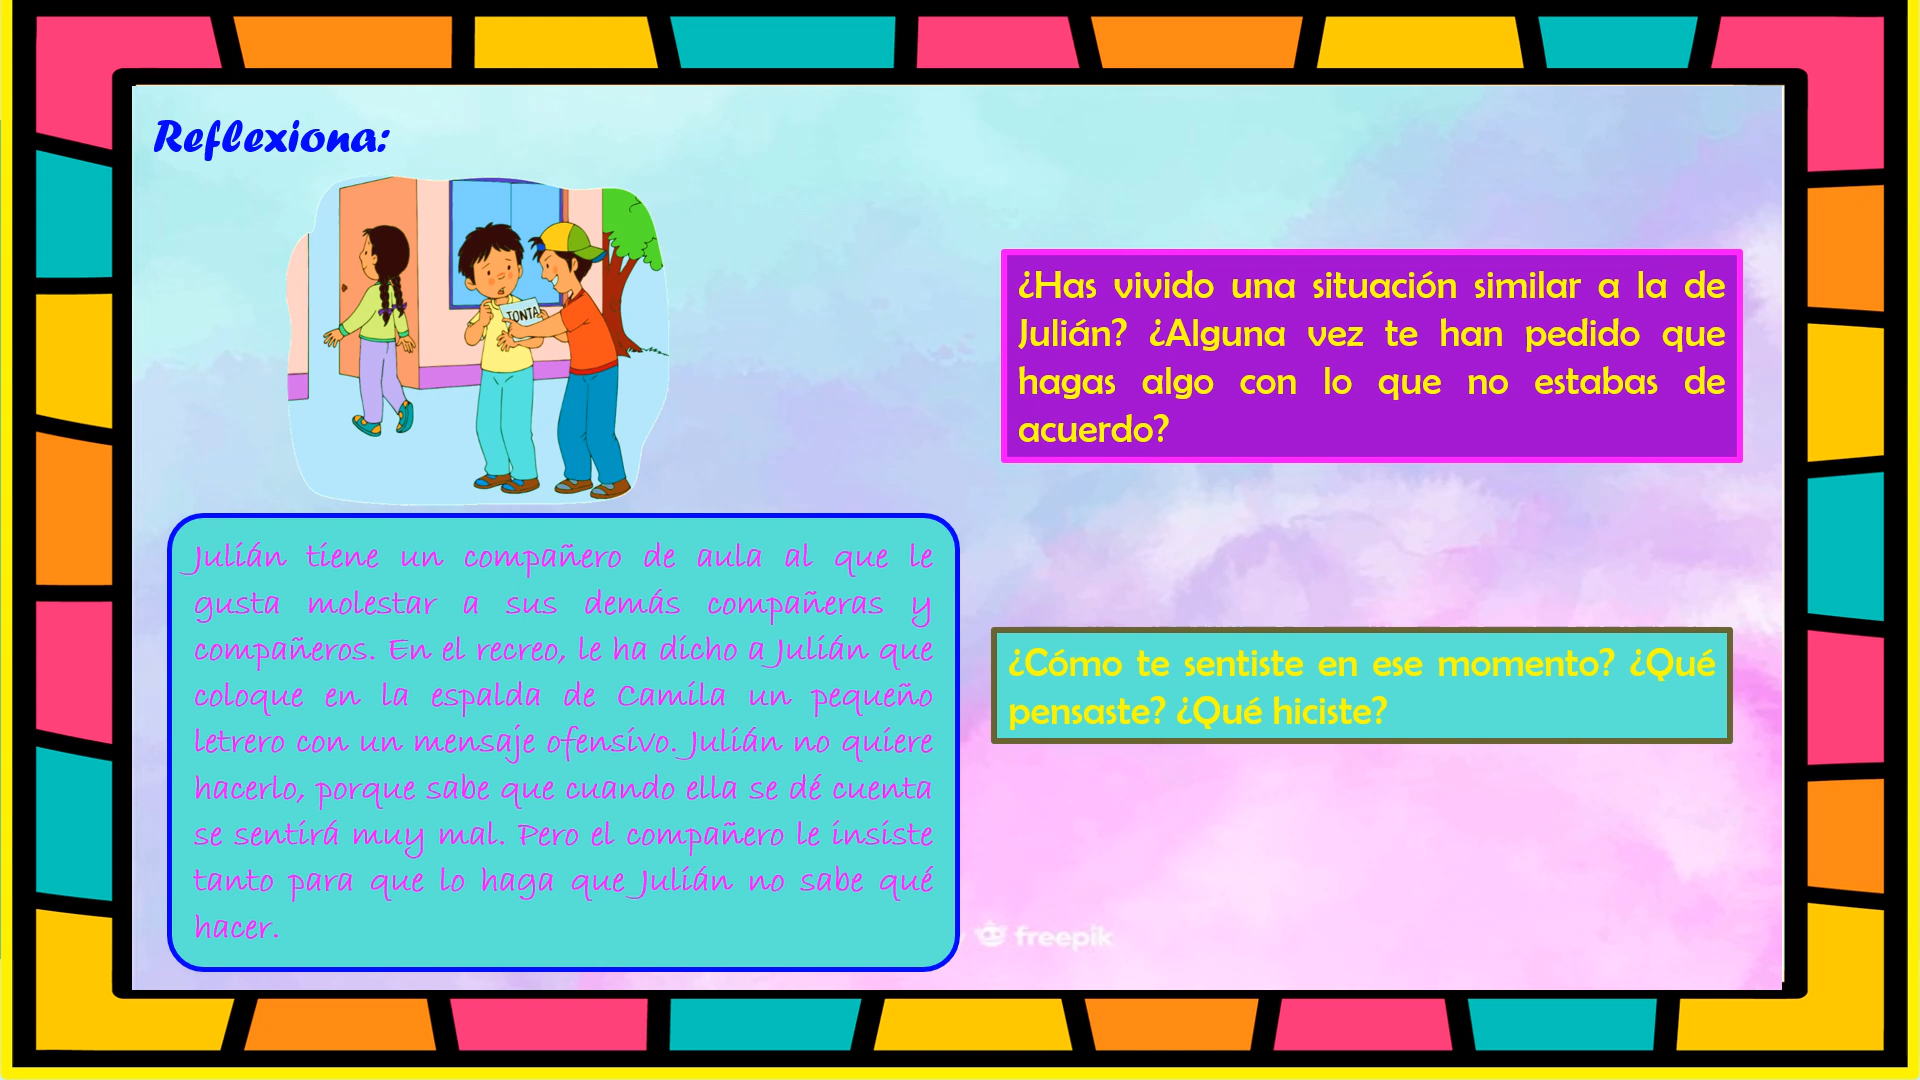 Reflexiona:
TONTA
Julián tiene un compañero de aula al que le
gusta molestar a sus demás compañeras y
compañeros. En el recreo, le ha dicho a Julián que
coloque en la espalda de Camila un pequeño
letrero con un mensaje ofensivo. Julián no quiere
hacerlo, porque sabe que cuando ella se dé cuenta
se sentirá muy mal. Pero el compañero le insiste
tanto para que lo haga que Julián no sabe qué
hacer.
¿Has vivido una situación similar a la de
Julián? ¿Alguna vez te han pedido que
hagas algo con lo que no estabas de
acuerdo?
¿Cómo te sentiste en ese momento? ¿Qué
pensaste? ¿Qué hiciste?
freepik